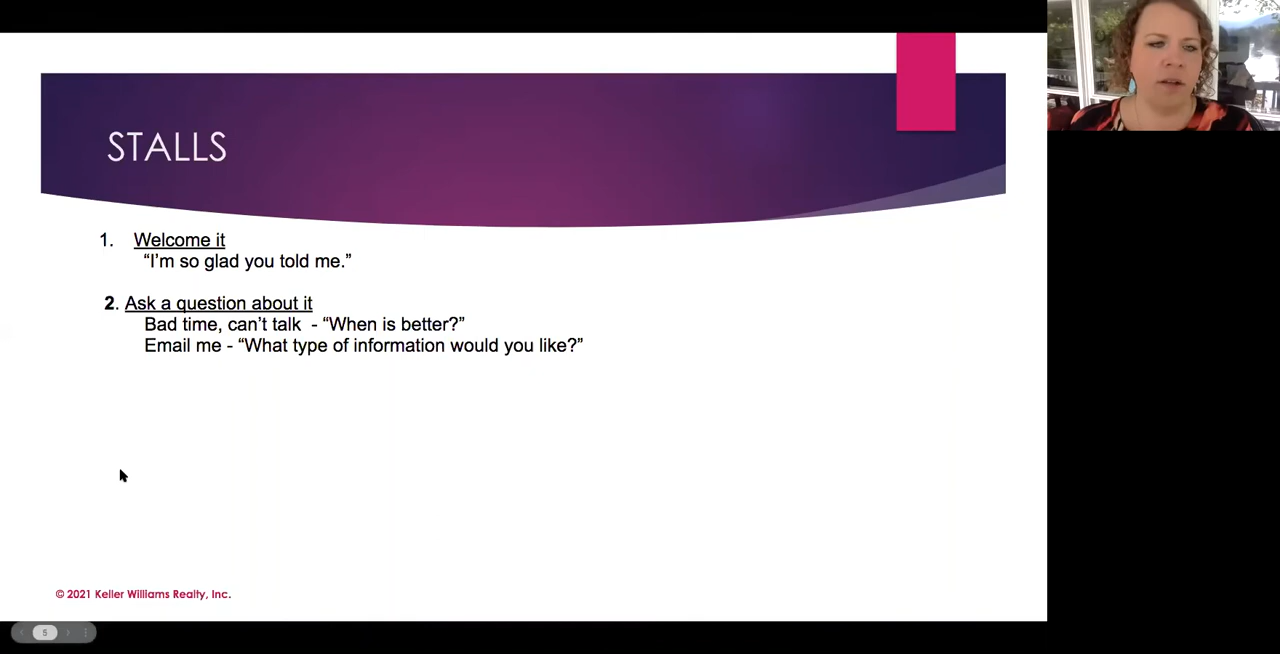 STALLS
1. Welcome it
“I’m so glad you told me.”
2. Ask a question about it
Bad time, can’t talk - “When is better?”
Email me - “What type of information would you like?”
© 2021 Keller Williams Realty, Inc.
5